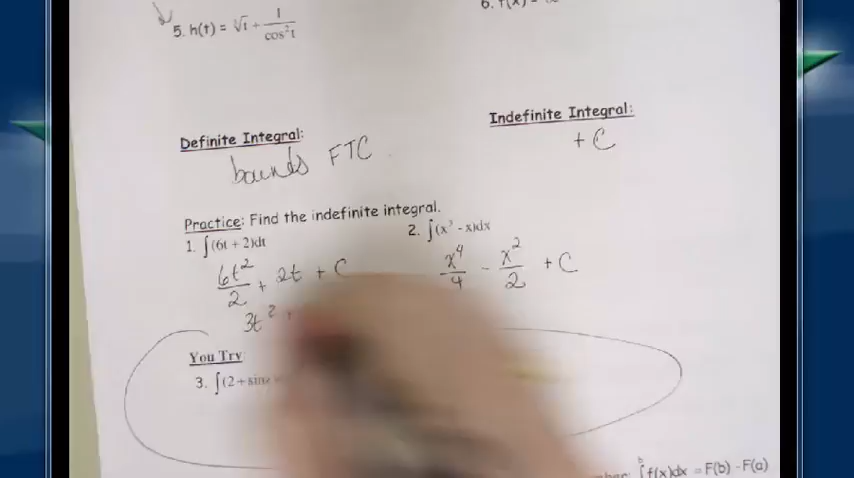 5. h(t) = √t + 1/cos²t
Definite Integral:
bounds FTC
Indefinite Integral:
+ C
Practice: Find the indefinite integral.
1. ∫(6t + 2)dt
6t²/2 + 2t + C
3t²
2. ∫(x³ - x)dx
x⁴/4 - x²/2 + C
You Try:
3. ∫(2 + sin
∫ᵇ f(x)dx = F(b) - F(a)